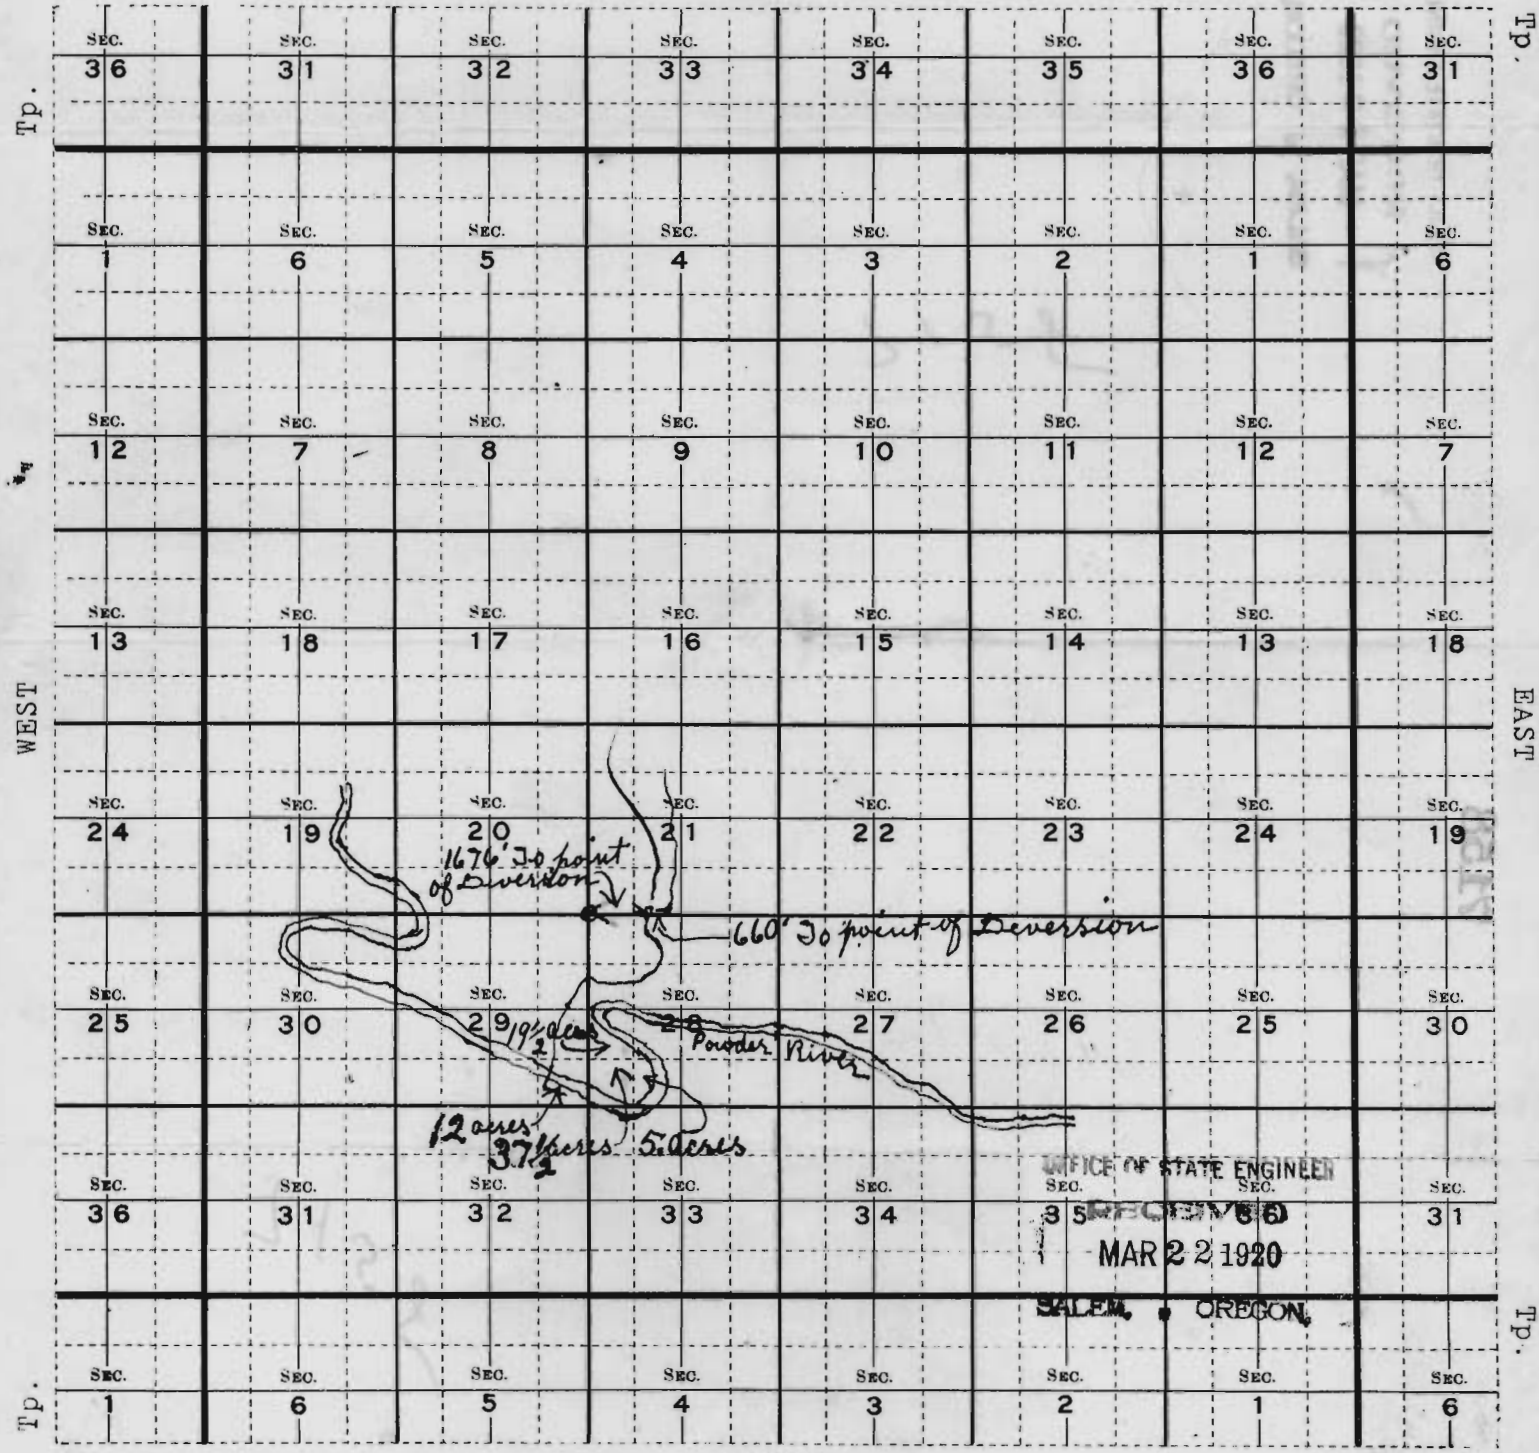 Tp. Tp.
SEC. SEC. SEC. SEC. SEC. SEC. SEC. SEC.
36 31 32 33 34 35 36 31
SEC. SEC. SEC. SEC. SEC. SEC. SEC. SEC.
1 6 5 4 3 2 1 6
SEC. SEC. SEC. SEC. SEC. SEC. SEC. SEC.
12 7 8 9 10 11 12 7
SEC. SEC. SEC. SEC. SEC. SEC. SEC. SEC.
13 18 17 16 15 14 13 18
WEST EAST
SEC. SEC. SEC. SEC. SEC. SEC. SEC. SEC.
24 19 20 21 22 23 24 19
1676' To point
of Diversion
660' To point of Deversion
SEC. SEC. SEC. SEC. SEC. SEC. SEC. SEC.
25 30 29 28 27 26 25 30
19½ acres
Powder River
12 acres
37½ acres 5 acres
OFFICE OF STATE ENGINEER
SEC. SEC. SEC. SEC. SEC. SEC. SEC. SEC.
36 31 32 33 34 35 36 31
RECEIVED
MAR 22 1920
SALEM, OREGON.
Tp. Tp.
SEC. SEC. SEC. SEC. SEC. SEC. SEC. SEC.
1 6 5 4 3 2 1 6